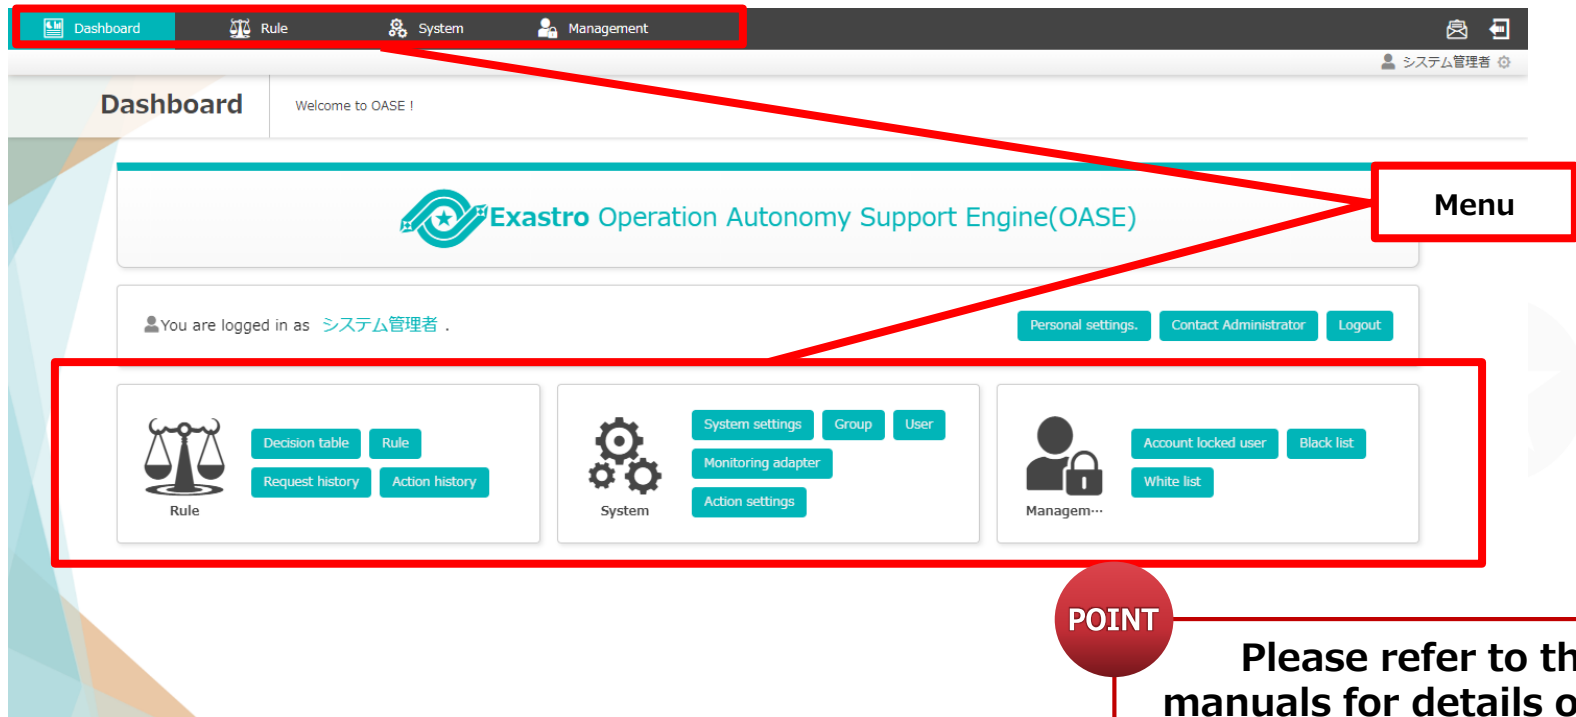 Dashboard Rule System Management
システム管理者
Dashboard Welcome to OASE !
Menu
Exastro Operation Autonomy Support Engine(OASE)
You are logged in as システム管理者 .
Personal settings. Contact Administrator Logout
Decision table Rule
Request history Action history
Rule
System settings Group User
Monitoring adapter
Action settings
System
Account locked user Black list
White list
Managem…
POINT
Please refer to th
manuals for details o